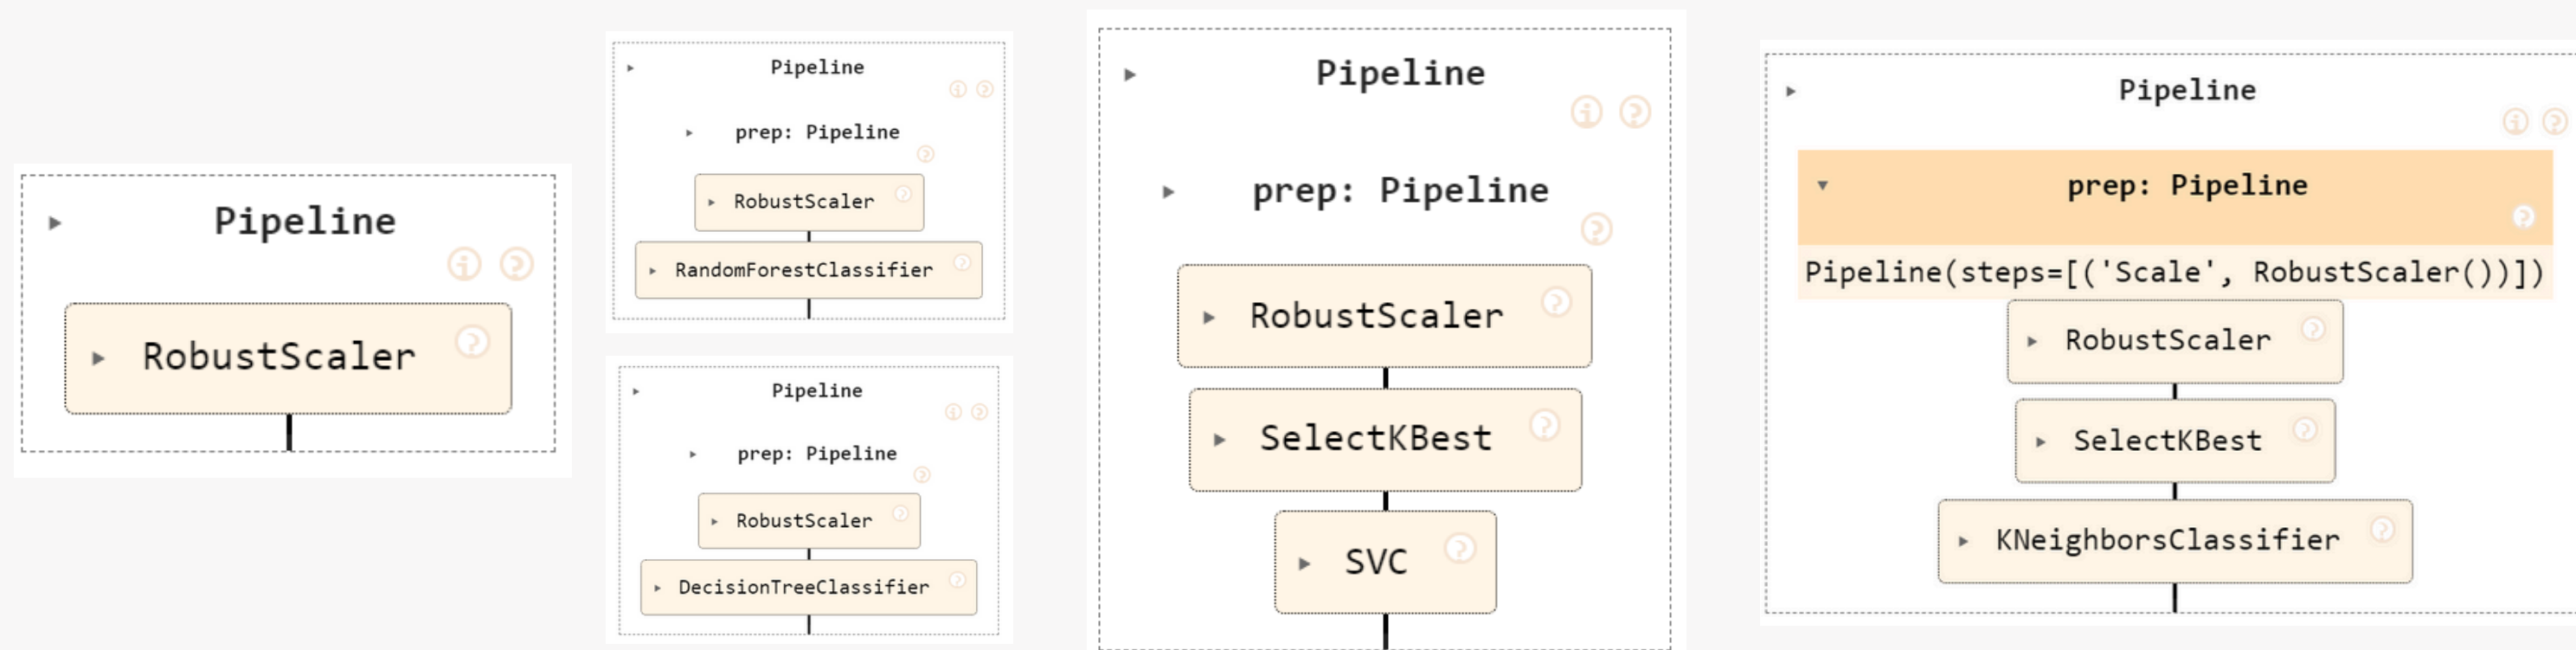 Pipeline
RobustScaler
Pipeline
prep: Pipeline
RobustScaler
RandomForestClassifier
Pipeline
prep: Pipeline
RobustScaler
DecisionTreeClassifier
Pipeline
prep: Pipeline
RobustScaler
SelectKBest
SVC
Pipeline
prep: Pipeline
Pipeline(steps=[('Scale', RobustScaler())])
RobustScaler
SelectKBest
KNeighborsClassifier